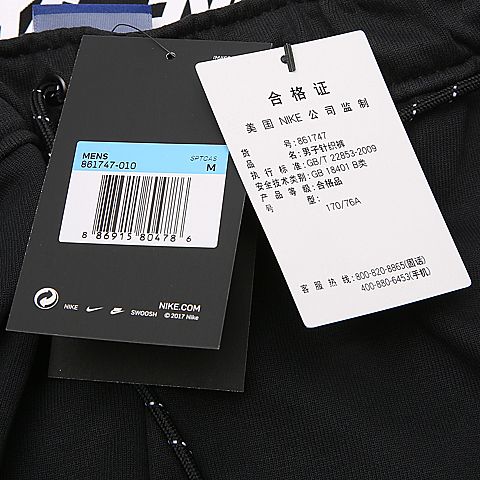 MENS
861747-010
SPTCAS
M
8 86915 80478 6
NIKE
SWOOSH
NIKE.COM
© 2017 Nike
合格证
美国 NIKE 公司 监制
货 号: 861747
品 名: 男子针织裤
执 行 标 准: GB/T 22853-2009
安全技术类别: GB 18401 B类
产 品 等 级: 合格品
号 型:
170/76A
客 服 热 线: 800-820-8865(固话)
400-880-6453(手机)